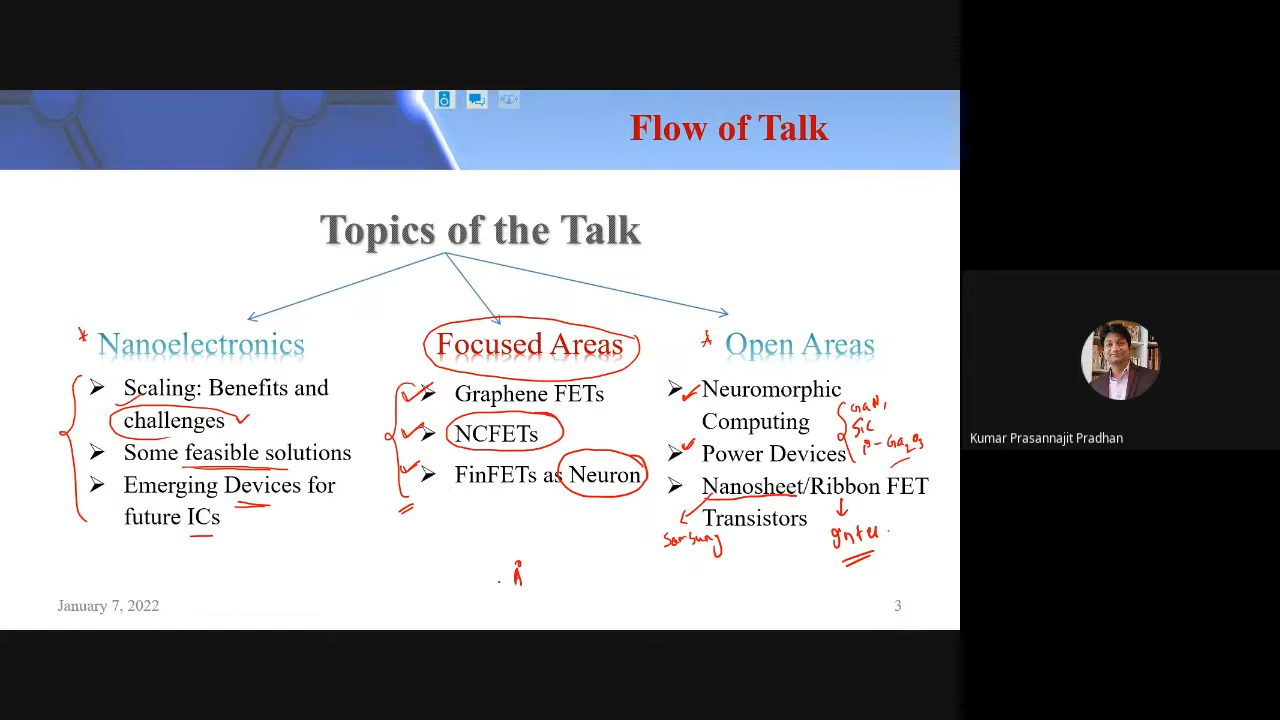 Flow of Talk
Topics of the Talk
Nanoelectronics
Scaling: Benefits and
challenges
Some feasible solutions
Emerging Devices for
future ICs
Focused Areas
Graphene FETs
NCFETs
FinFETs as Neuron
Open Areas
Neuromorphic
Computing
Power Devices
Nanosheet/Ribbon FET
Transistors
GaN,
SiC
β-Ga2O3
Samsung
Intel
Å
January 7, 2022
3
Kumar Prasannajit Pradhan